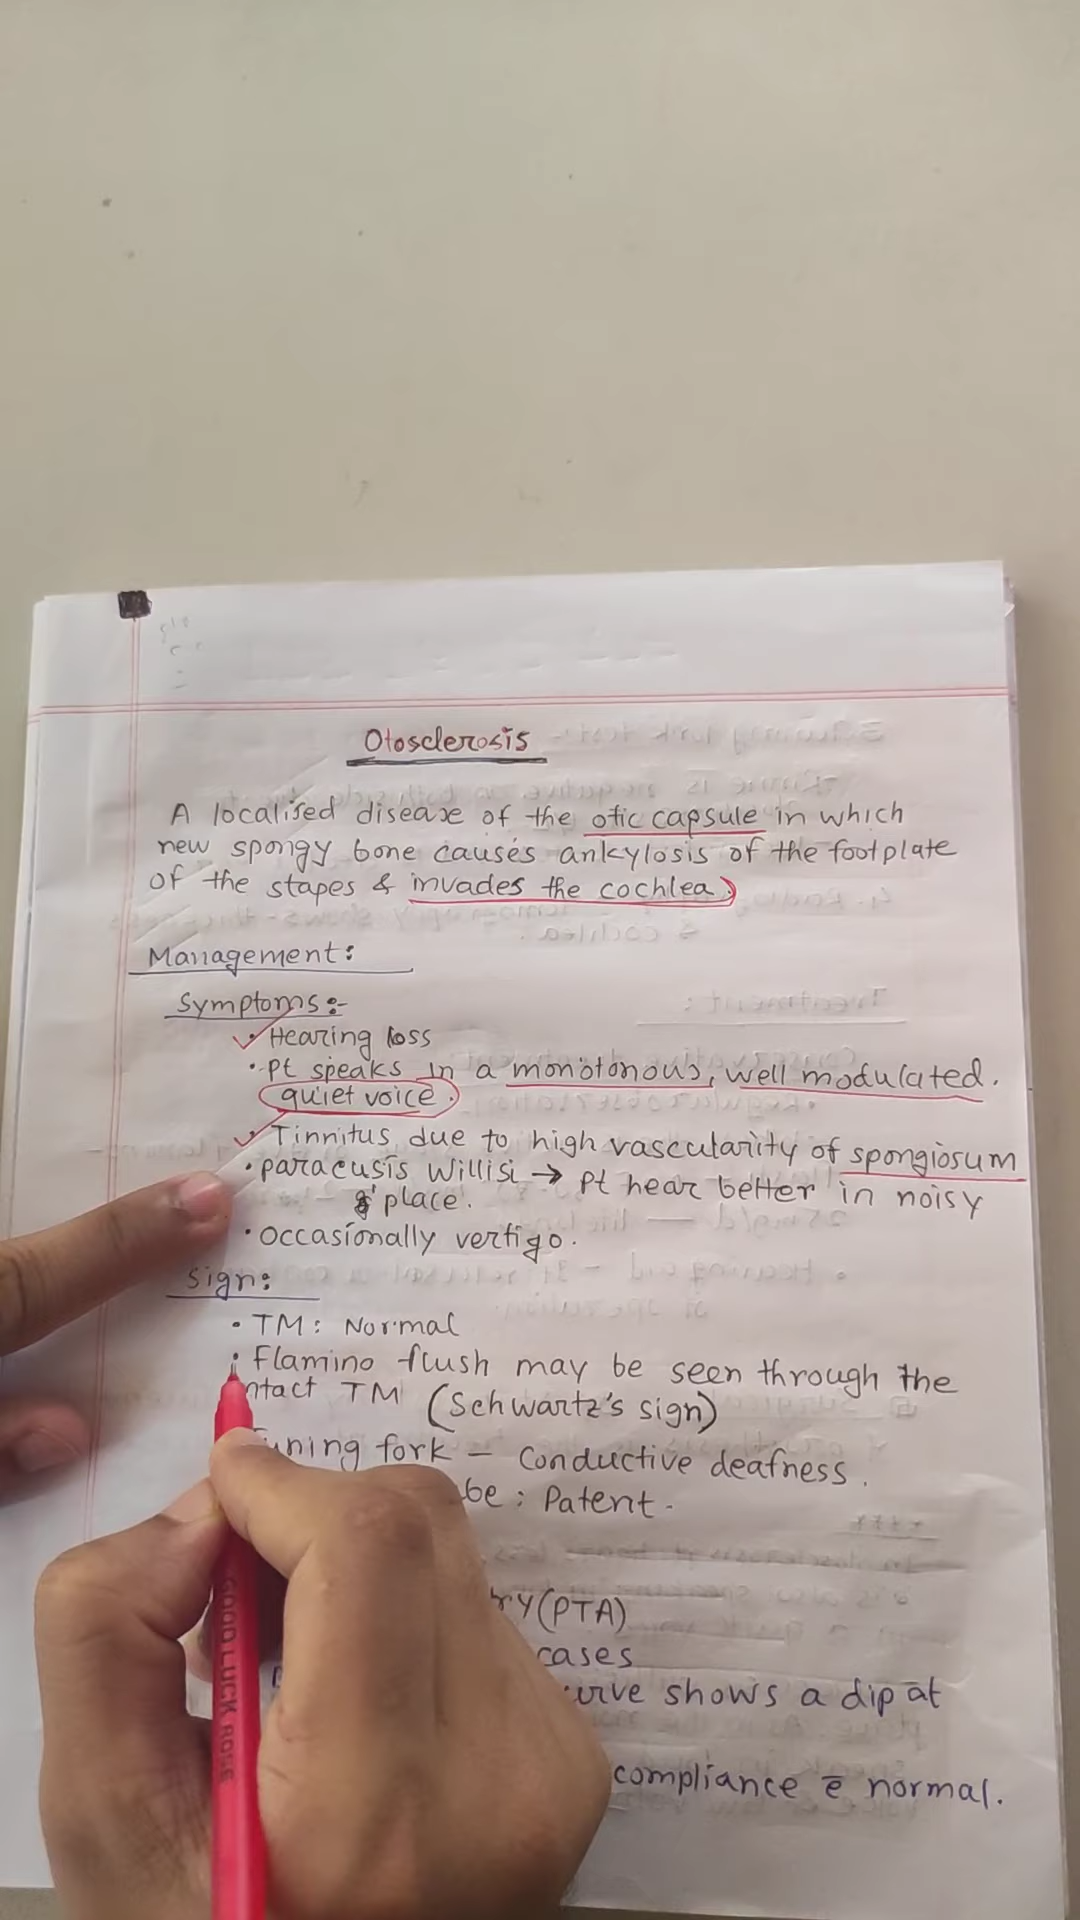 Otosclerosis
A localised disease of the otic capsule in which
new spongy bone causes ankylosis of the footplate
of the stapes & invades the cochlea.
Management:
Symptoms:-
• Hearing loss
• Pt speaks in a monotonous, well modulated.
quiet voice.
• Tinnitus due to high vascularity of spongiosum
• paracusis willisi → pt hear better in noisy
place.
• occasionally vertigo.
Sign:
• TM: Normal
• Flamino flush may be seen through the
ntact TM (Schwartz's sign)
uning fork - Conductive deafness.
be: Patent.
ry (PTA)
cases
urve shows a dip at
compliance ē normal.
GOOD LUCK